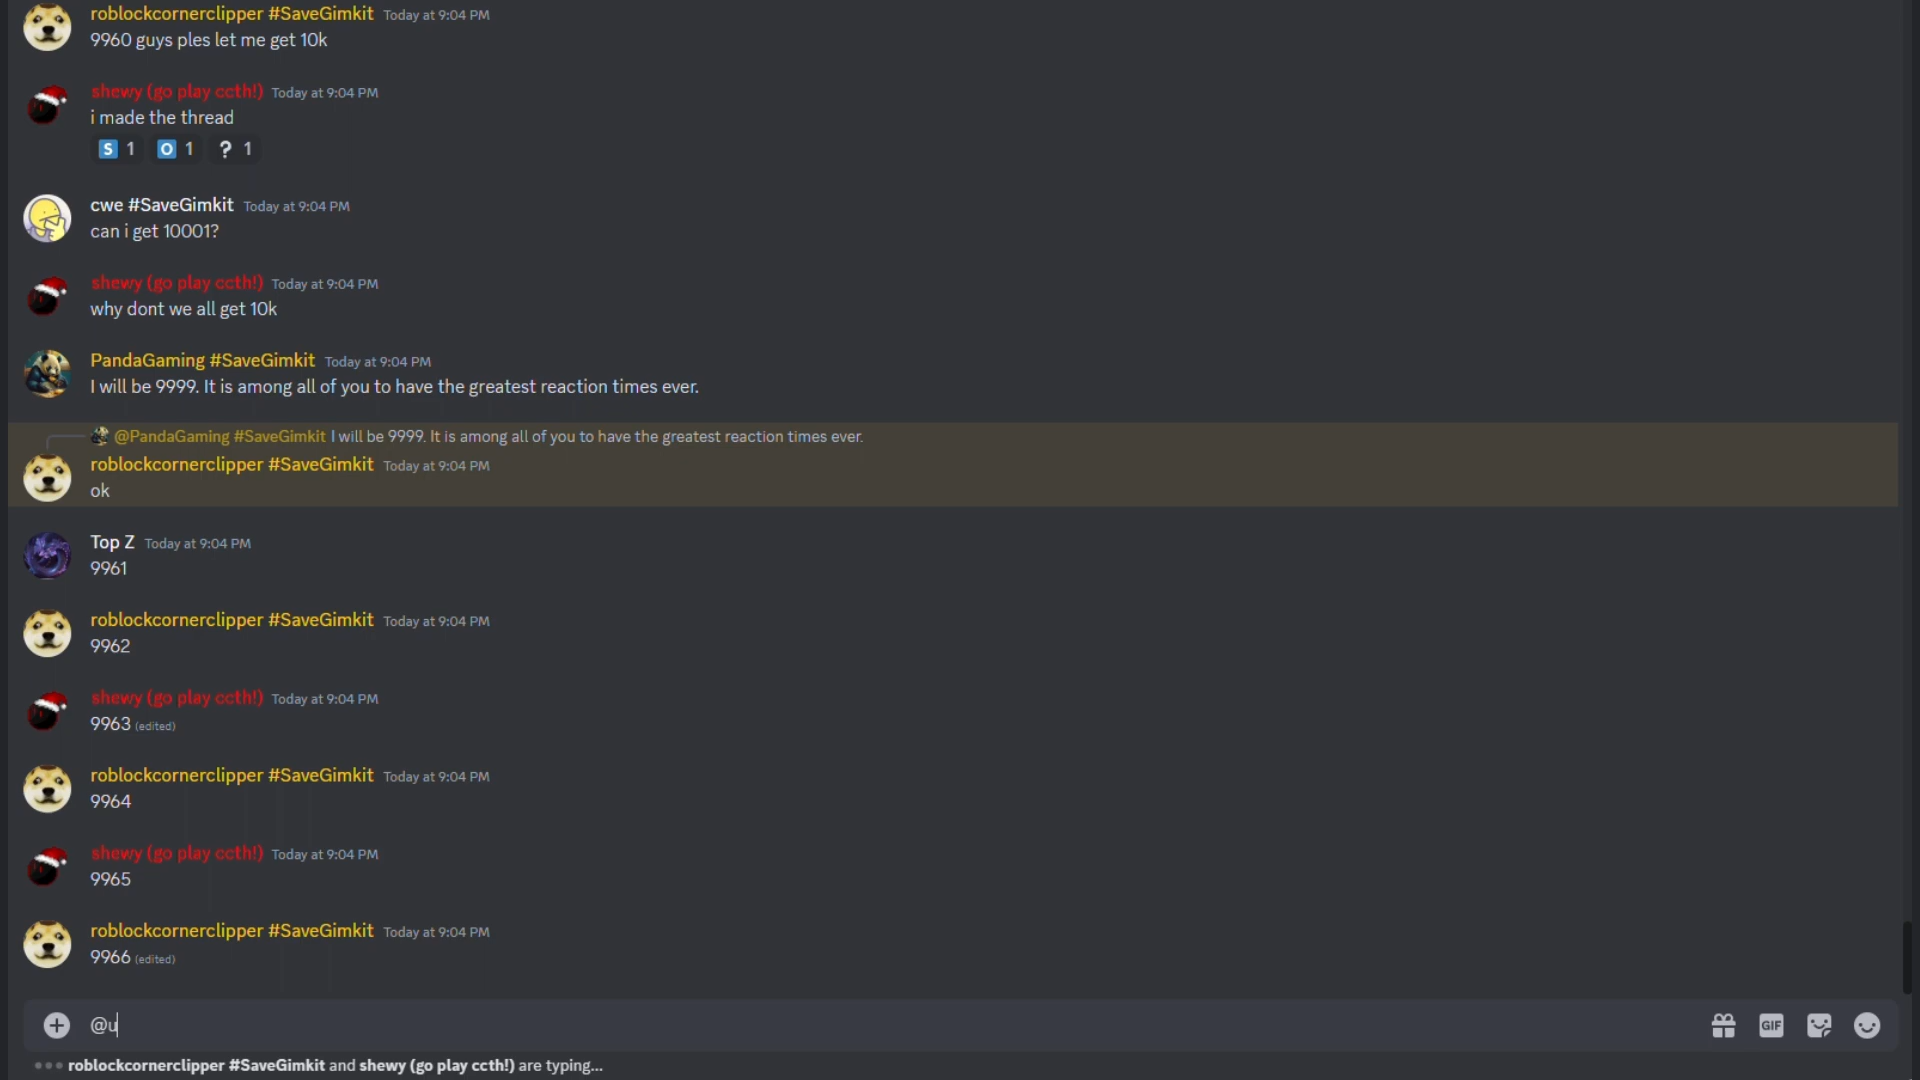 roblockcornerclipper #SaveGimkit Today at 9:04 PM
9960 guys ples let me get 10k
shewy (go play ccth!) Today at 9:04 PM
i made the thread
S 1 O 1 ? 1
cwe #SaveGimkit Today at 9:04 PM
can i get 10001?
shewy (go play ccth!) Today at 9:04 PM
why dont we all get 10k
PandaGaming #SaveGimkit Today at 9:04 PM
I will be 9999. It is among all of you to have the greatest reaction times ever.
@PandaGaming #SaveGimkit I will be 9999. It is among all of you to have the greatest reaction times ever.
roblockcornerclipper #SaveGimkit Today at 9:04 PM
ok
Top Z Today at 9:04 PM
9961
roblockcornerclipper #SaveGimkit Today at 9:04 PM
9962
shewy (go play ccth!) Today at 9:04 PM
9963 (edited)
roblockcornerclipper #SaveGimkit Today at 9:04 PM
9964
shewy (go play ccth!) Today at 9:04 PM
9965
roblockcornerclipper #SaveGimkit Today at 9:04 PM
9966 (edited)
@u GIF
roblockcornerclipper #SaveGimkit and shewy (go play ccth!) are typing...